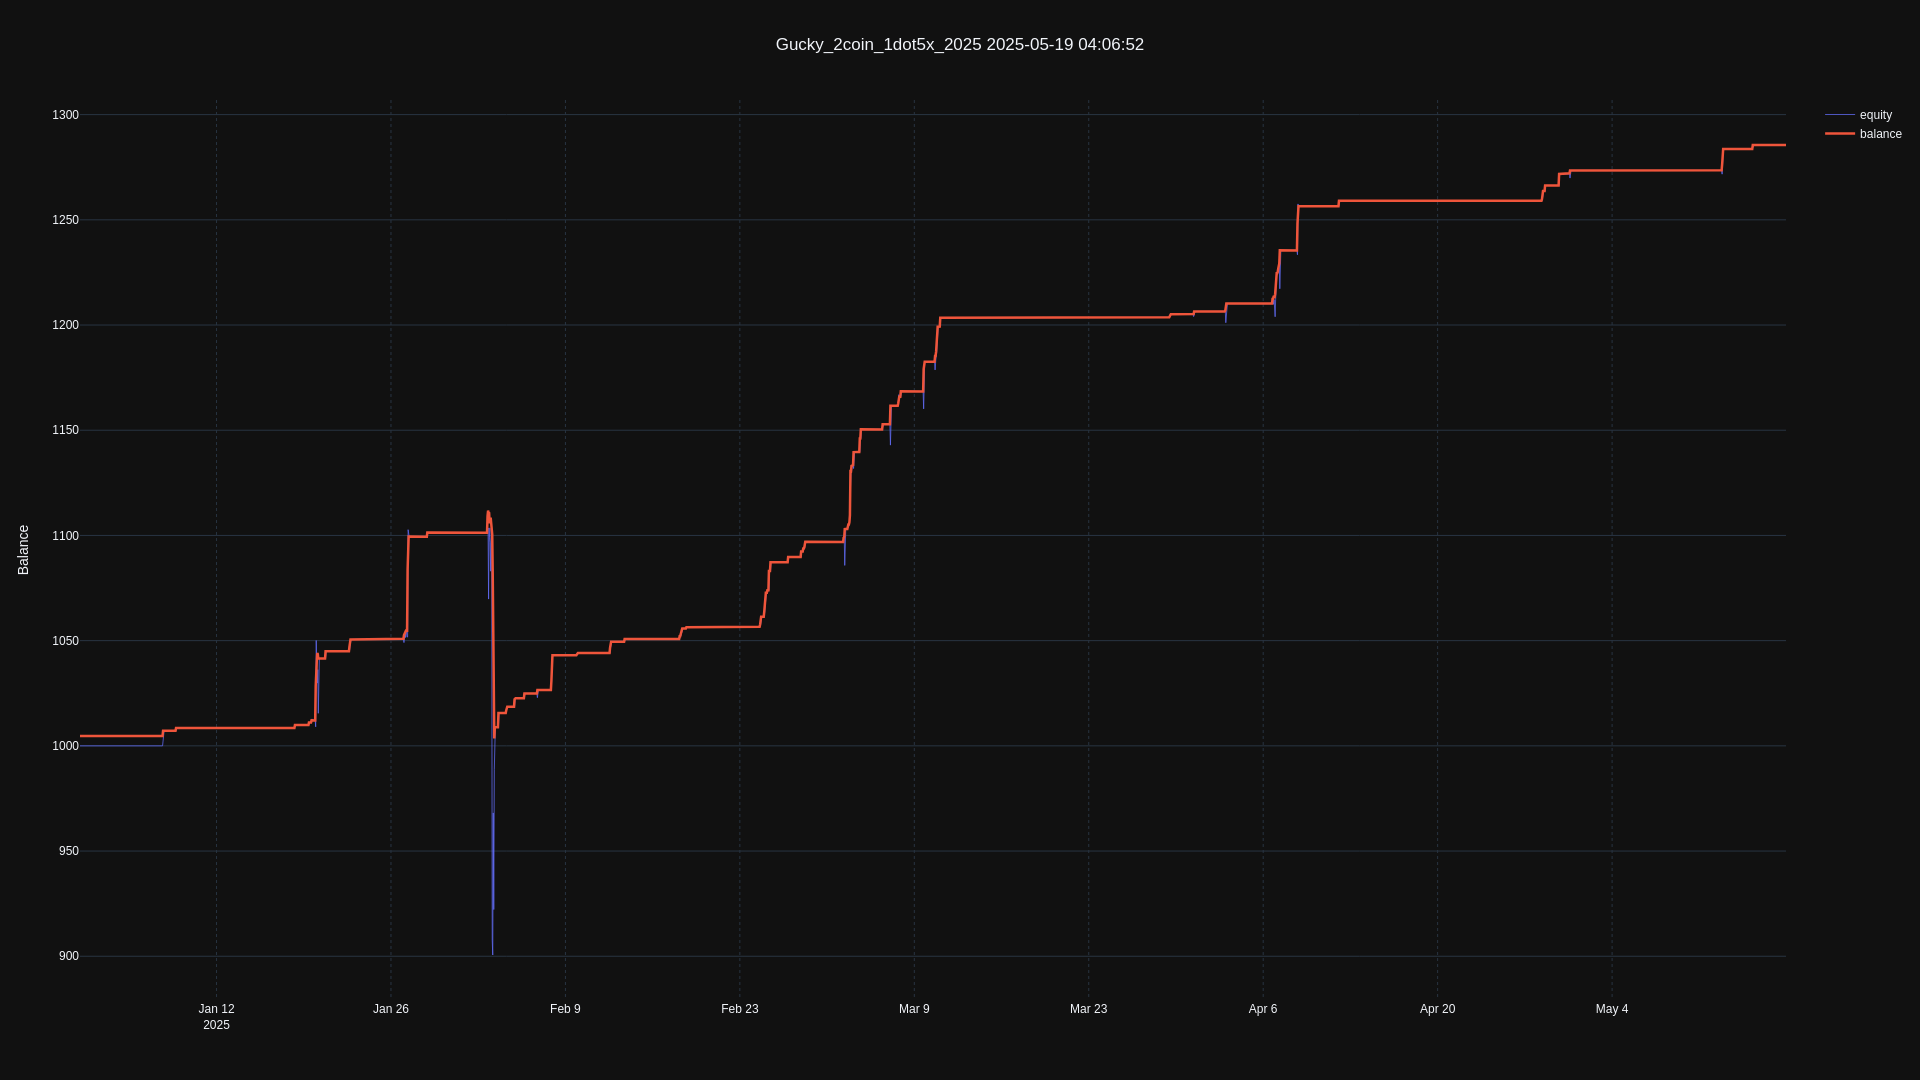 Gucky_2coin_1dot5x_2025 2025-05-19 04:06:52
equity
balance
Balance
1300
1250
1200
1150
1100
1050
1000
950
900
Jan 12
2025
Jan 26
Feb 9
Feb 23
Mar 9
Mar 23
Apr 6
Apr 20
May 4